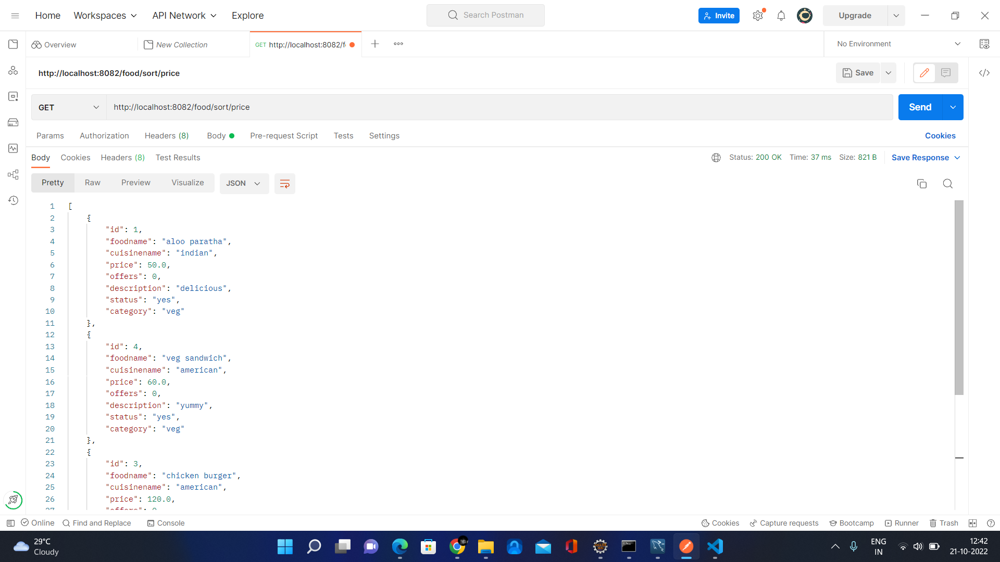 Home Workspaces API Network Explore Search Postman Invite Upgrade
Overview New Collection GET http://localhost:8082/f No Environment
http://localhost:8082/food/sort/price Save
GET http://localhost:8082/food/sort/price Send
Params Authorization Headers (8) Body Pre-request Script Tests Settings Cookies
Body Cookies Headers (8) Test Results Status: 200 OK Time: 37 ms Size: 821 B Save Response
Pretty Raw Preview Visualize JSON
1 [
2 {
3 "id": 1,
4 "foodname": "aloo paratha",
5 "cuisinename": "indian",
6 "price": 50.0,
7 "offers": 0,
8 "description": "delicious",
9 "status": "yes",
10 "category": "veg"
11 },
12 {
13 "id": 4,
14 "foodname": "veg sandwich",
15 "cuisinename": "american",
16 "price": 60.0,
17 "offers": 0,
18 "description": "yummy",
19 "status": "yes",
20 "category": "veg"
21 },
22 {
23 "id": 3,
24 "foodname": "chicken burger",
25 "cuisinename": "american",
26 "price": 120.0,
27 "offers": 0
Online Find and Replace Console Cookies Capture requests Bootcamp Runner Trash
29°C ENG 12:42
Cloudy IN 21-10-2022